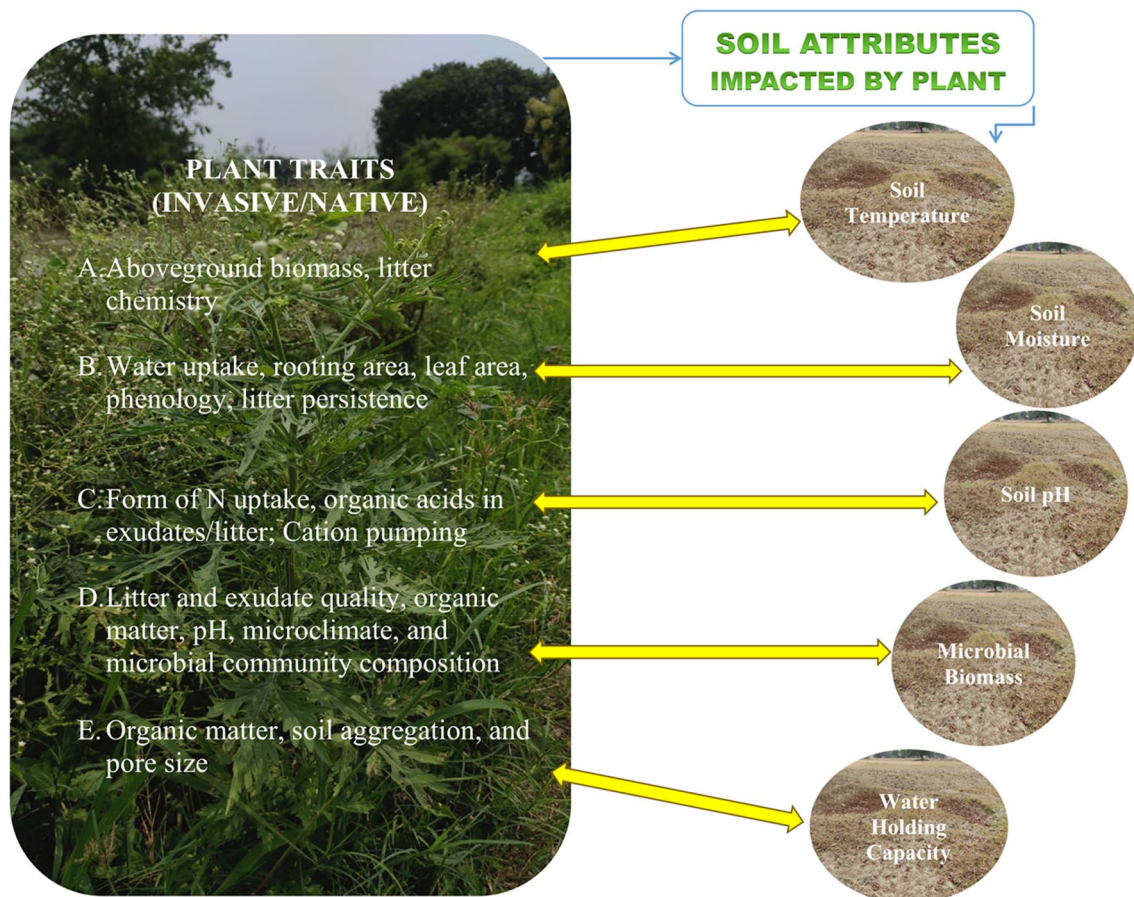 SOIL ATTRIBUTES
IMPACTED BY PLANT
PLANT TRAITS
(INVASIVE/NATIVE)
A. Aboveground biomass, litter
chemistry
B. Water uptake, rooting area, leaf area,
phenology; litter persistence
C. Form of N uptake, organic acids in
exudates/litter; Cation pumping
D. Litter and exudate quality, organic
matter, pH, microclimate, and
microbial community composition
E. Organic matter, soil aggregation, and
pore size
Soil
Temperature
Soil
Moisture
Soil pH
Microbial
Biomass
Water
Holding
Capacity